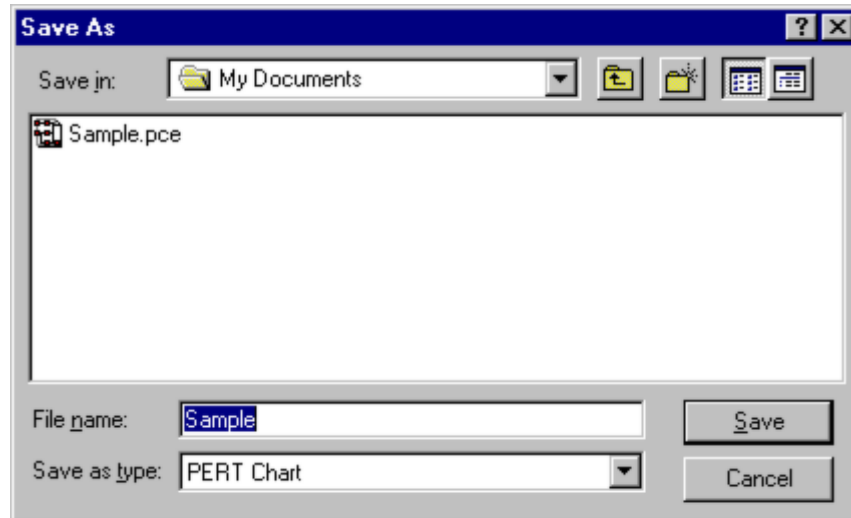 Save As
Save in: My Documents
Sample.pce
File name: Sample Save
Save as type: PERT Chart Cancel